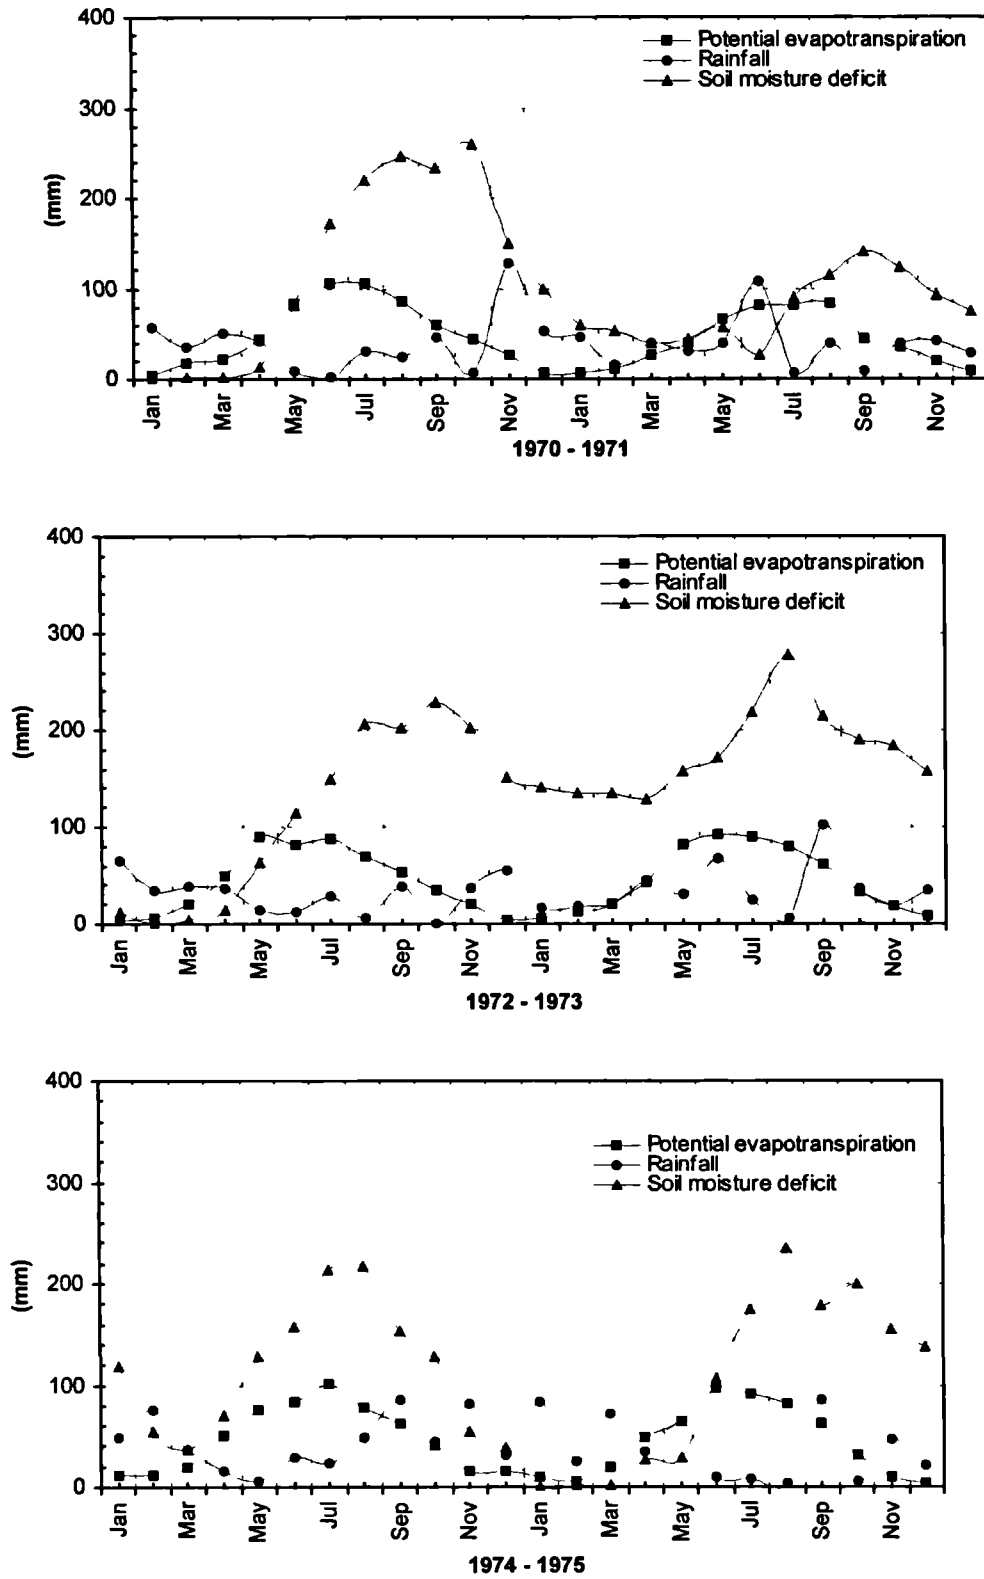 400
300
200
100
0
(mm)
Potential evapotranspiration
Rainfall
Soil moisture deficit
Jan Mar May Jul Sep Nov Jan Mar May Jul Sep Nov
1970 - 1971
400
300
200
100
0
(mm)
Potential evapotranspiration
Rainfall
Soil moisture deficit
Jan Mar May Jul Sep Nov Jan Mar May Jul Sep Nov
1972 - 1973
400
300
200
100
0
(mm)
Potential evapotranspiration
Rainfall
Soil moisture deficit
Jan Mar May Jul Sep Nov Jan Mar May Jul Sep Nov
1974 - 1975